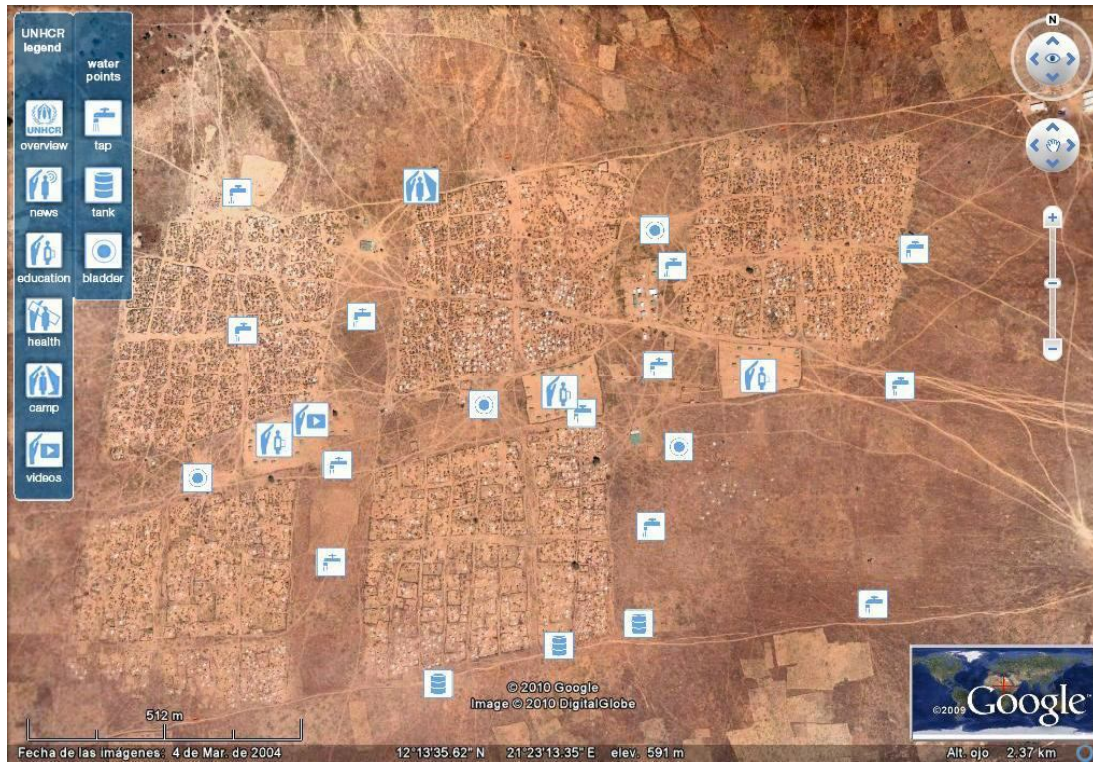 UNHCR
legend
water
points
UNHCR
overview
tap
news
tank
education
bladder
health
camp
videos
N
512 m
© 2010 Google
Image © 2010 DigitalGlobe
©2009 Google™
Fecha de las imágenes: 4 de Mar. de 2004
12°13'35.62" N 21°23'13.35" E elev. 591 m
Alt. ojo 2.37 km